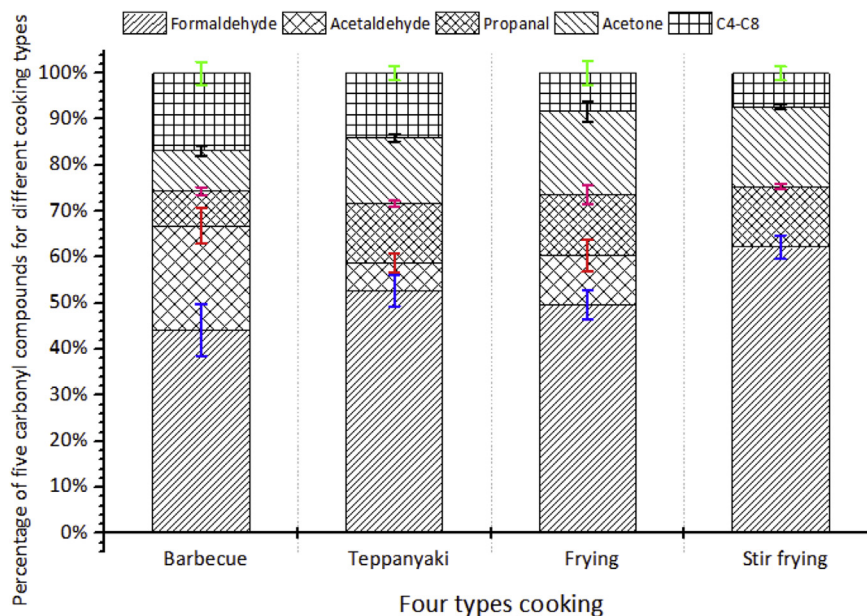 Formaldehyde Acetaldehyde Propanal Acetone C4-C8
Percentage of five carbonyl compounds for different cooking types
100%
90%
80%
70%
60%
50%
40%
30%
20%
10%
0%
Barbecue Teppanyaki Frying Stir frying
Four types cooking